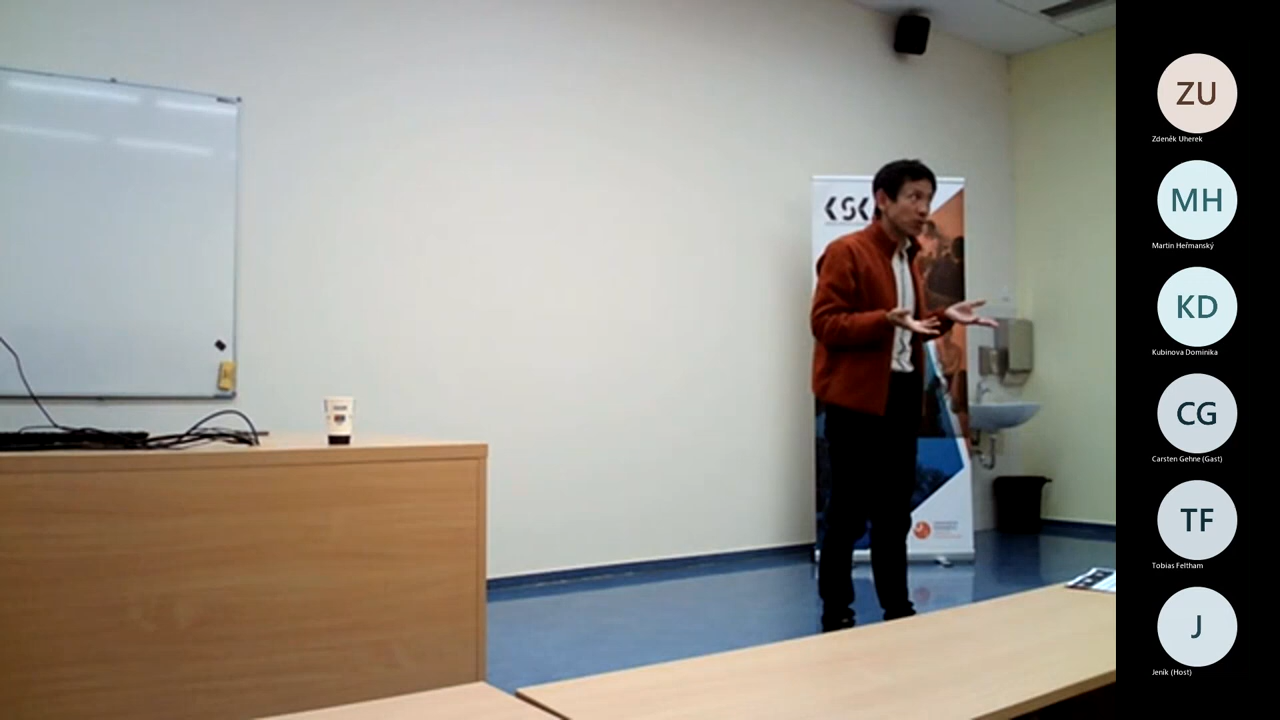 KSK
ZU
Zdeněk Uherek
MH
Martin Heřmanský
KD
Kubinova Dominika
CG
Carsten Gehne (Gast)
TF
Tobias Feltham
J
Jeník (Host)